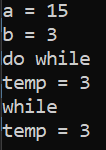 a = 15
b = 3
do while
temp = 3
while
temp = 3